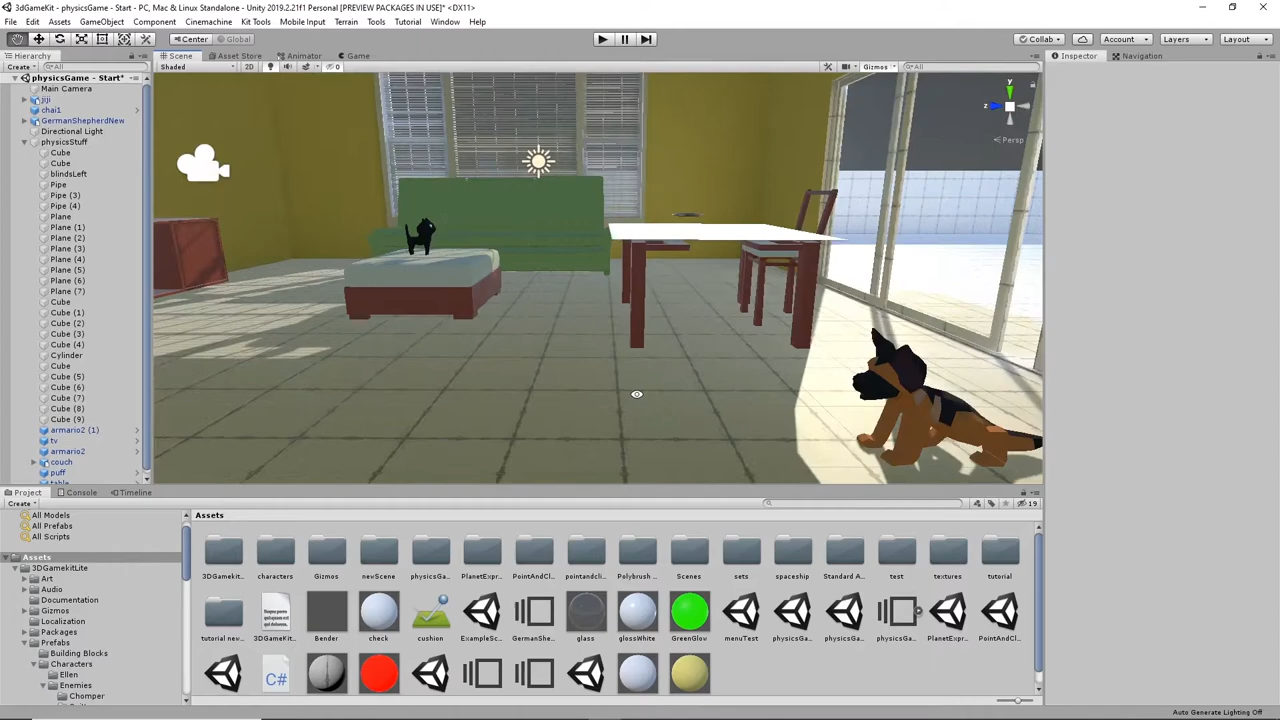 3dGameKit - physicsGame - Start - PC, Mac & Linux Standalone - Unity 2019.2.21f1 Personal [PREVIEW PACKAGES IN USE]* <DX11>
File Edit Assets GameObject Component Cinemachine Kit Tools Mobile Input Terrain Tools Tutorial Window Help
Center Global Collab Account Layers Layout
Hierarchy Scene Asset Store Animator Game Inspector Navigation
Create All Shaded 2D 0 Gizmos All
physicsGame - Start*
Main Camera
jiji
chai1
GermanShepherdNew
Directional Light
physicsStuff
Cube
Cube
blindsLeft
Pipe
Pipe (3)
Pipe (4)
Plane
Plane (1)
Plane (2)
Plane (3)
Plane (4)
Plane (5)
Plane (6)
Plane (7)
Cube
Cube (1)
Cube (2)
Cube (3)
Cube (4)
Cylinder
Cube
Cube (5)
Cube (6)
Cube (7)
Cube (8)
Cube (9)
armario2 (1)
tv
armario2
couch
puff
table
y
z
Persp
Project Console Timeline
Create 19
All Models
All Prefabs
All Scripts
Assets
3DGamekitLite
Art
Audio
Documentation
Gizmos
Localization
Packages
Prefabs
Building Blocks
Characters
Ellen
Enemies
Chomper
Assets
3DGamekit... characters Gizmos newScene physicsGa... PlanetExpr... PointAndCl... pointandcli... Polybrush ... Scenes sets spaceship Standard A... test textures tutorial
tutorial new... 3DGameKit... Bender check cushion ExampleSc... GermanShe... glass glossWhite GreenGlow menuTest physicsGa... physicsGa... physicsGa... PlanetExpr... PointAndCl...
C#
Auto Generate Lighting Off